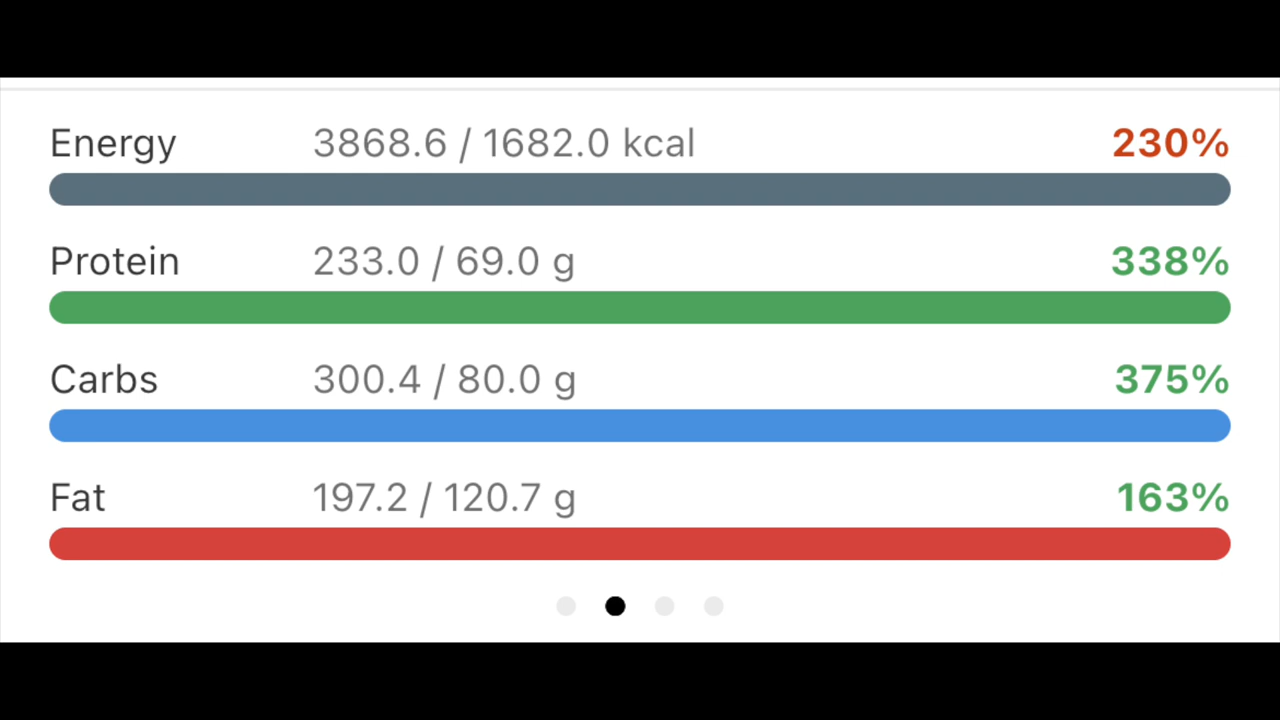 Energy 3868.6 / 1682.0 kcal 230%
Protein 233.0 / 69.0 g 338%
Carbs 300.4 / 80.0 g 375%
Fat 197.2 / 120.7 g 163%